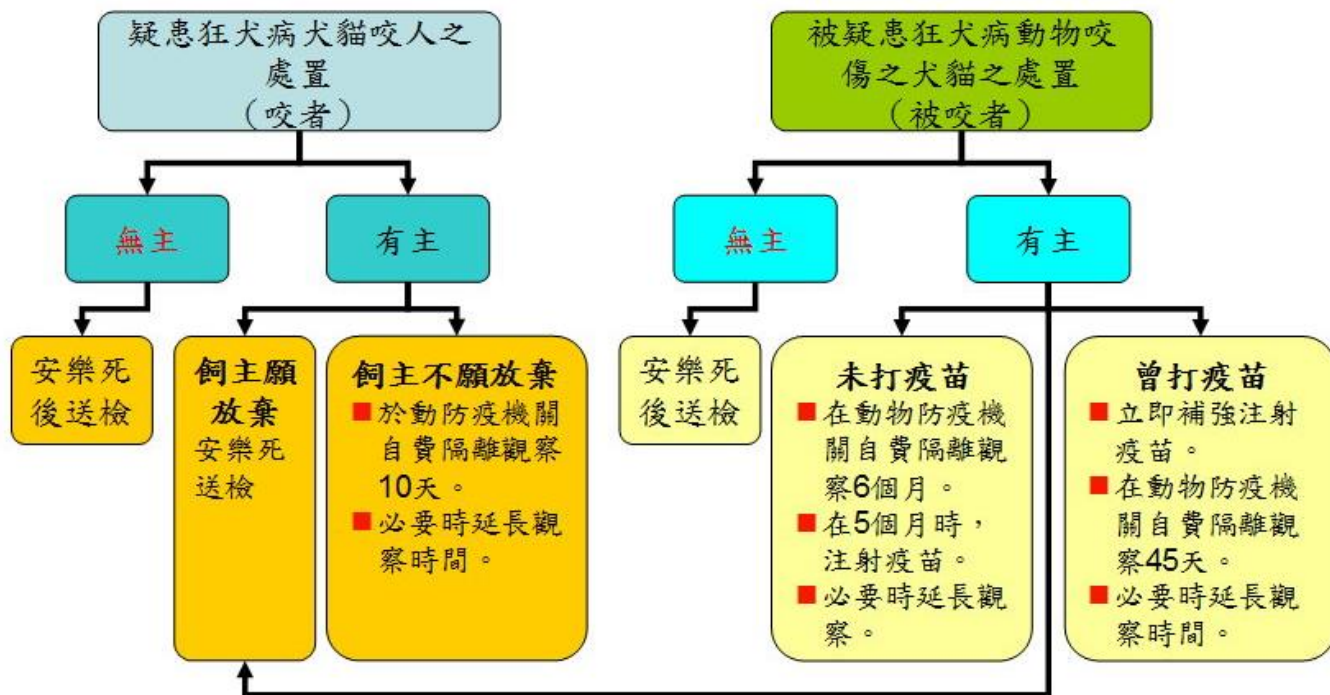 疑患狂犬病犬貓咬人之
處置
（咬者）
被疑患狂犬病動物咬
傷之犬貓之處置
（被咬者）
無主
有主
無主
有主
安樂死
後送檢
飼主願
放棄
安樂死
送檢
飼主不願放棄
於動防疫機關
自費隔離觀察
10天。
必要時延長觀
察時間。
安樂死
後送檢
未打疫苗
在動物防疫機
關自費隔離觀
察6個月。
在5個月時，
注射疫苗。
必要時延長觀
察。
曾打疫苗
立即補強注射
疫苗。
在動物防疫機
關自費隔離觀
察45天。
必要時延長觀
察時間。